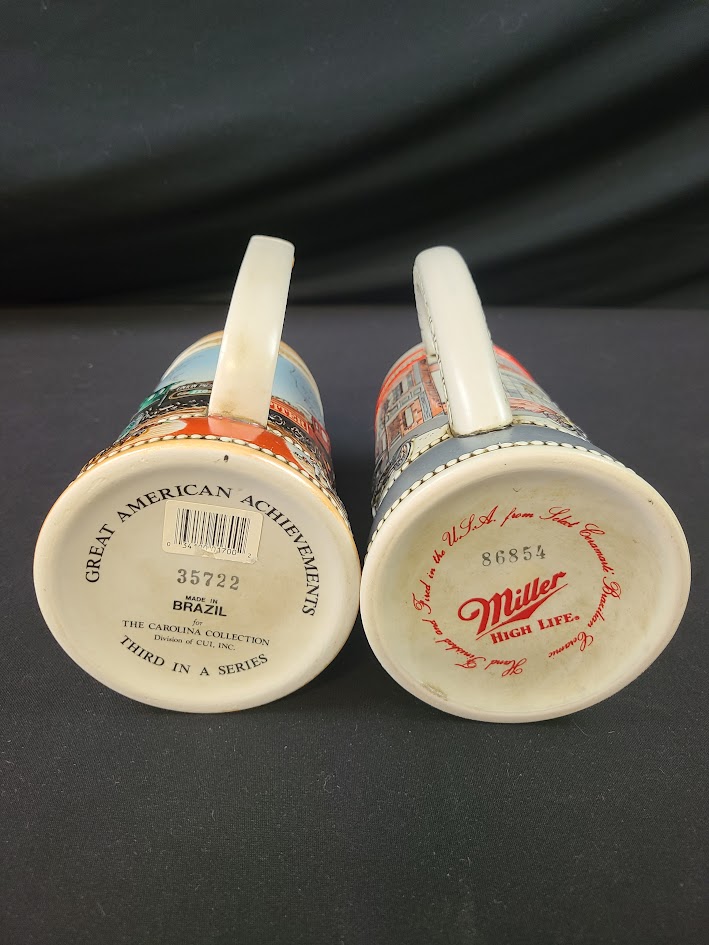 GREAT AMERICAN ACHIEVEMENTS
35722
MADE IN
BRAZIL
for
THE CAROLINA COLLECTION
Division of CUI, INC.
THIRD IN A SERIES
Hand Finished and Fired in the U.S.A. from Select Ceramarte® Brazilian Ceramic
86854
Miller
HIGH LIFE®